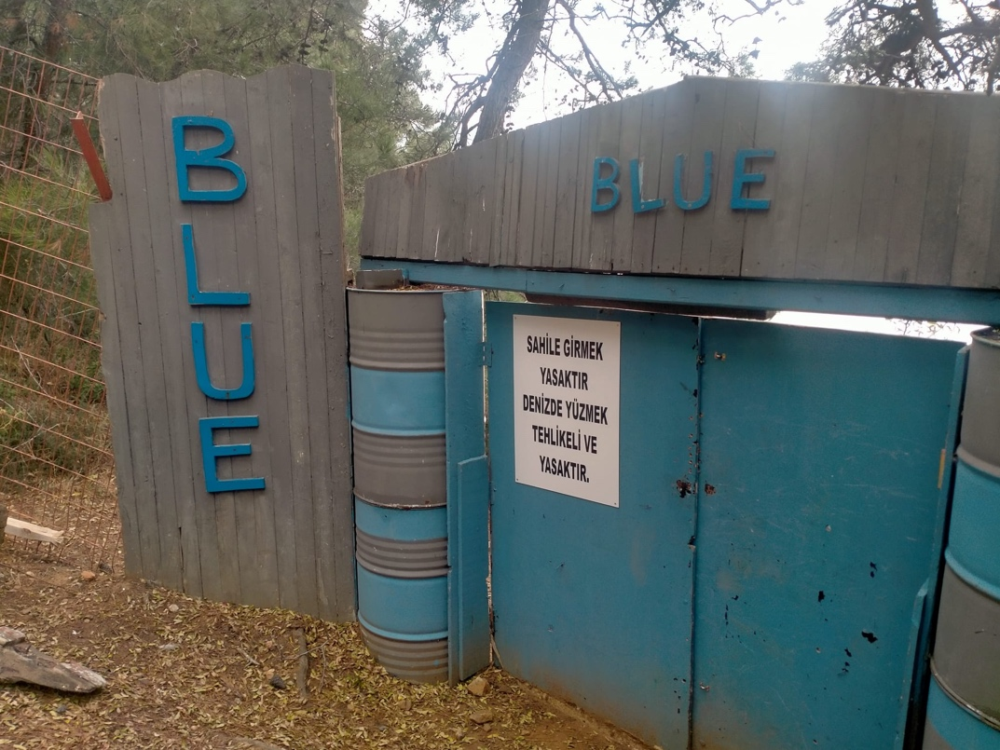 B
L
U
E
BLUE
SAHİLE GİRMEK
YASAKTIR
DENİZDE YÜZMEK
TEHLİKELİ VE
YASAKTIR.